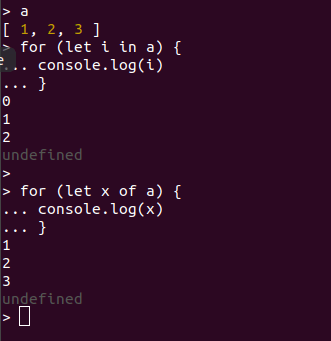 > a
[ 1, 2, 3 ]
> for (let i in a) {
... console.log(i)
... }
0
1
2
undefined
>
> for (let x of a) {
... console.log(x)
... }
1
2
3
undefined
>